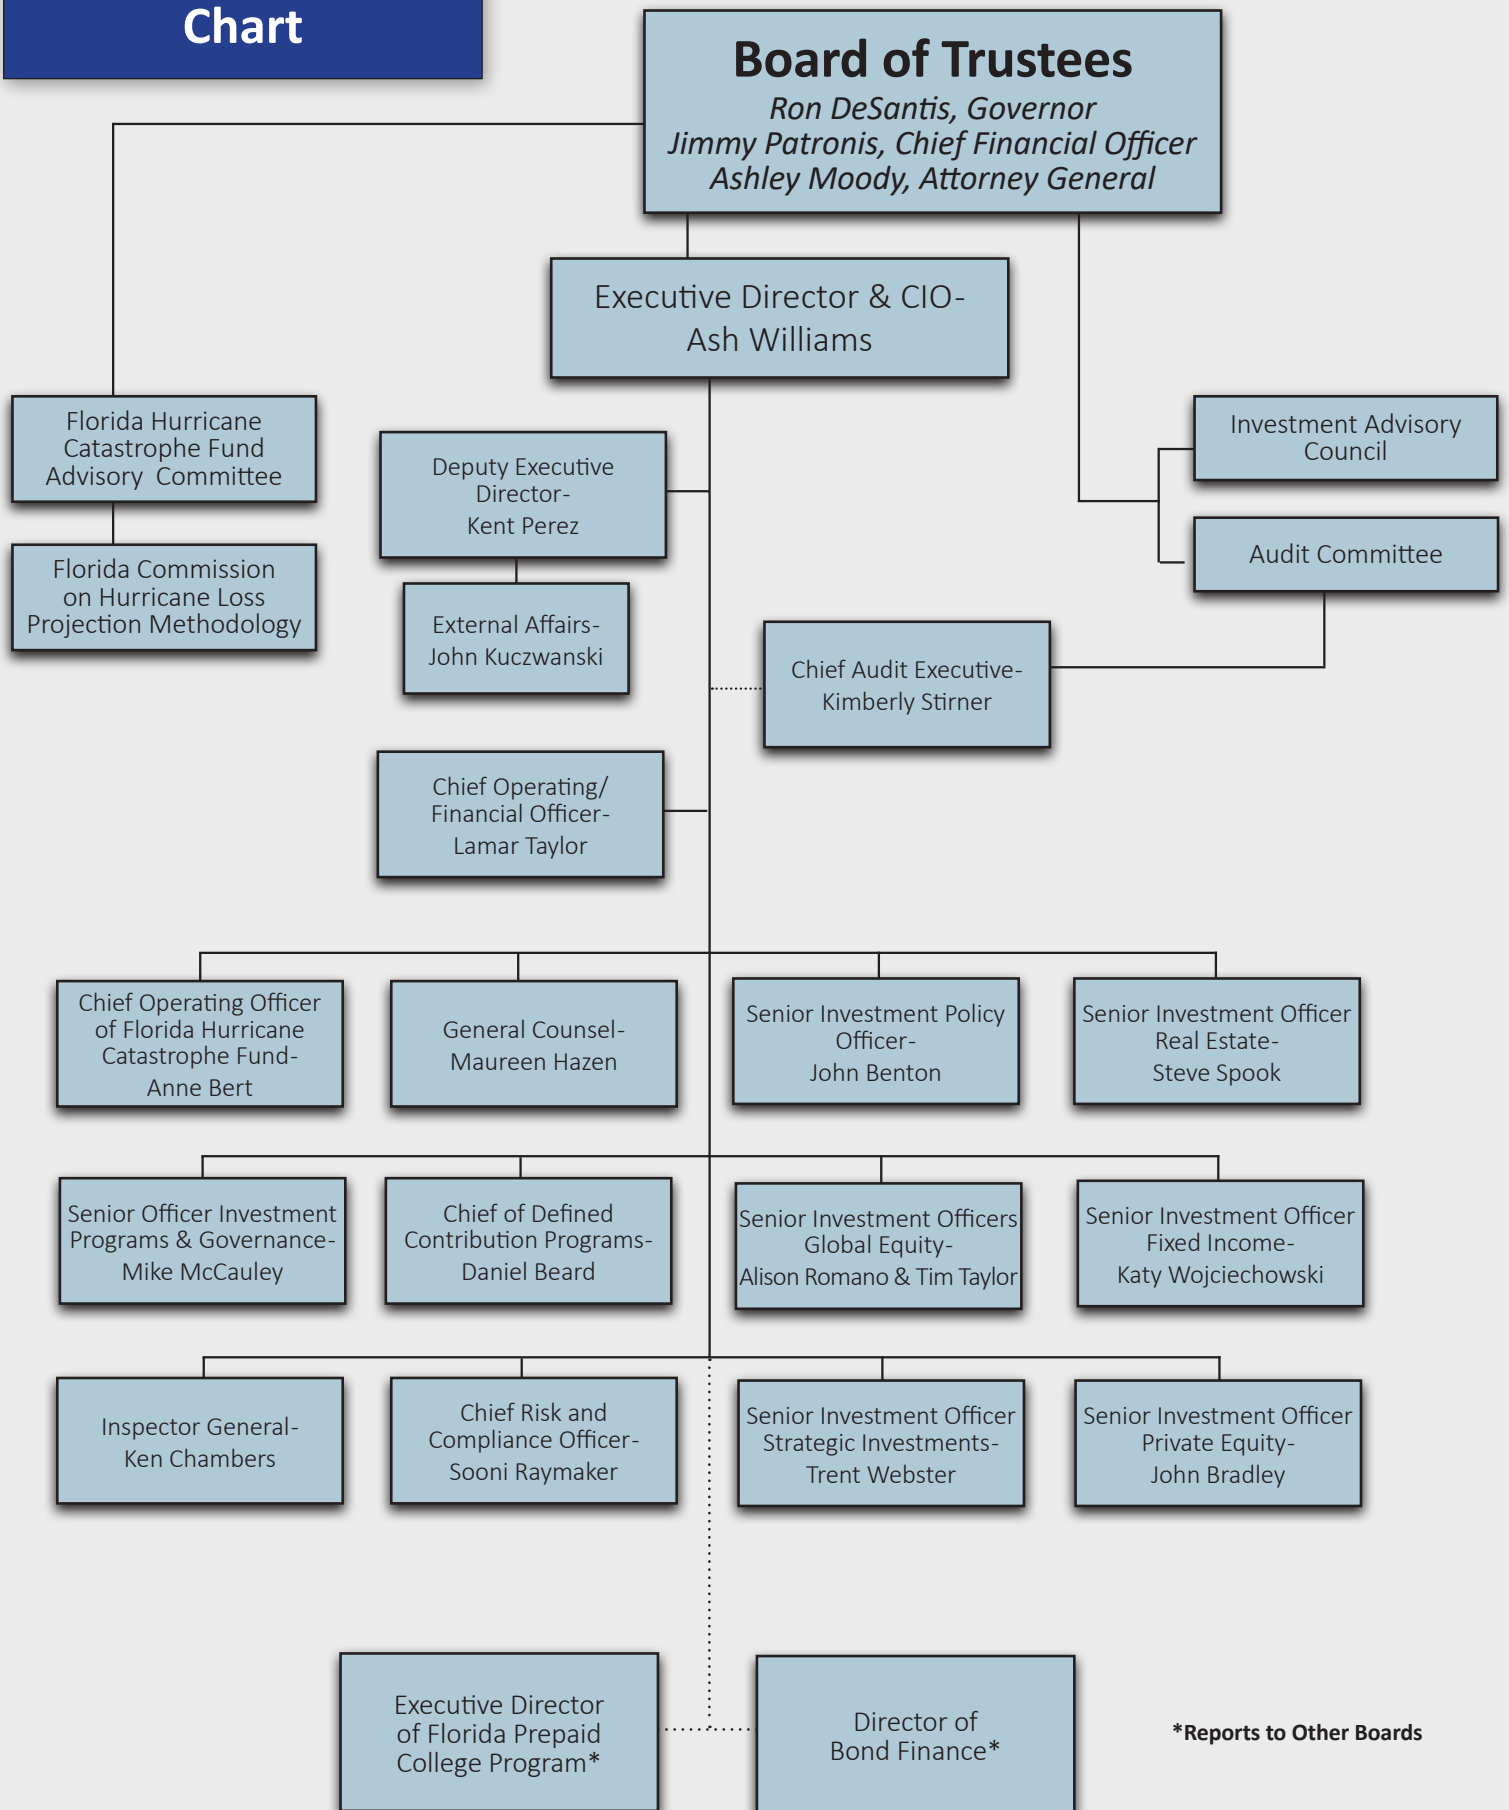 Chart
Board of Trustees
Ron DeSantis, Governor
Jimmy Patronis, Chief Financial Officer
Ashley Moody, Attorney General
Executive Director & CIO-
Ash Williams
Florida Hurricane
Catastrophe Fund
Advisory Committee
Florida Commission
on Hurricane Loss
Projection Methodology
Deputy Executive
Director-
Kent Perez
External Affairs-
John Kuczwanski
Investment Advisory
Council
Audit Committee
Chief Audit Executive-
Kimberly Stirner
Chief Operating/
Financial Officer-
Lamar Taylor
Chief Operating Officer
of Florida Hurricane
Catastrophe Fund-
Anne Bert
General Counsel-
Maureen Hazen
Senior Investment Policy
Officer-
John Benton
Senior Investment Officer
Real Estate-
Steve Spook
Senior Officer Investment
Programs & Governance-
Mike McCauley
Chief of Defined
Contribution Programs-
Daniel Beard
Senior Investment Officers
Global Equity-
Alison Romano & Tim Taylor
Senior Investment Officer
Fixed Income-
Katy Wojciechowski
Inspector General-
Ken Chambers
Chief Risk and
Compliance Officer-
Sooni Raymaker
Senior Investment Officer
Strategic Investments-
Trent Webster
Senior Investment Officer
Private Equity-
John Bradley
Executive Director
of Florida Prepaid
College Program*
Director of
Bond Finance*
*Reports to Other Boards